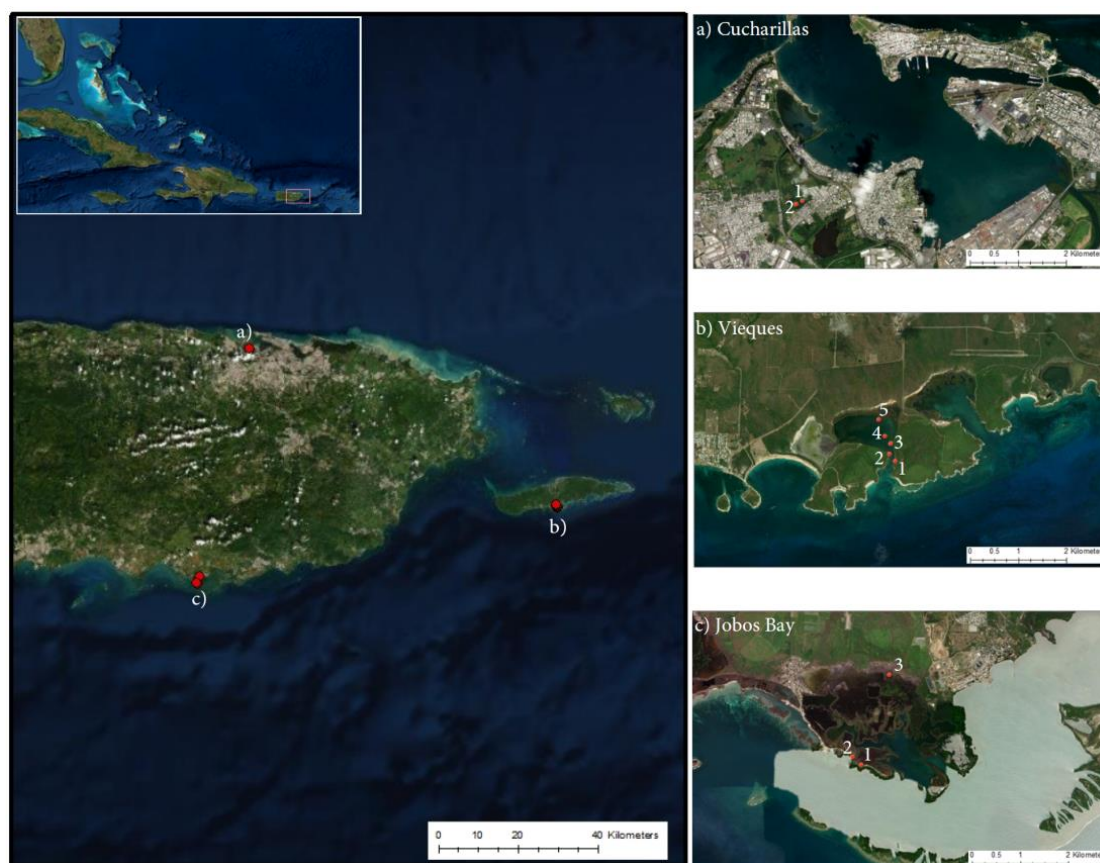 a)
b)
c)
0 10 20 40 Kilometers
a) Cucharillas
1
2
0 0.5 1 2 Kilometers
b) Vieques
5
4
3
2
1
0 0.5 1 2 Kilometers
c) Jobos Bay
3
2
1
0 0.5 1 2 Kilometers